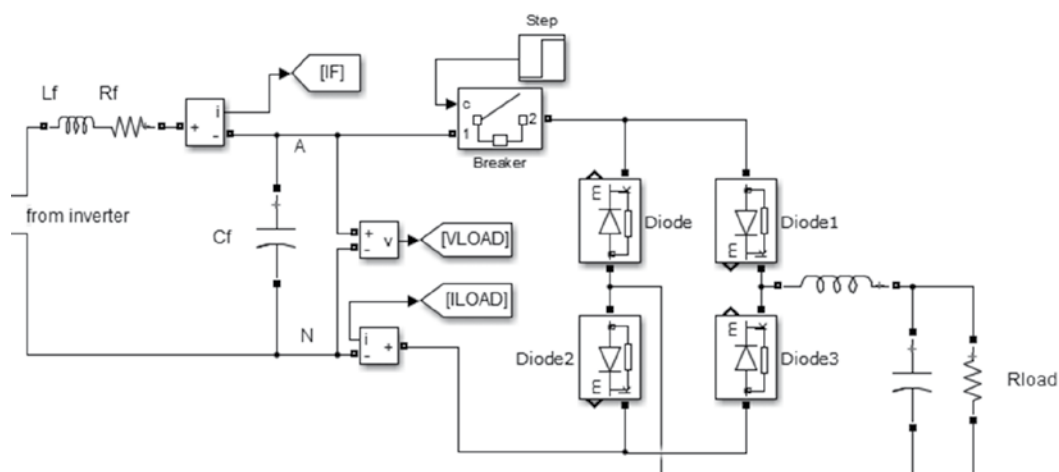 Step
[IF]
Lf
Rf
i
+
-
c
1
2
Breaker
A
from inverter
Cf
+
-
v
[VLOAD]
m
Diode
Diode1
m
[ILOAD]
N
i
+
-
Diode2
m
m
Diode3
Rload